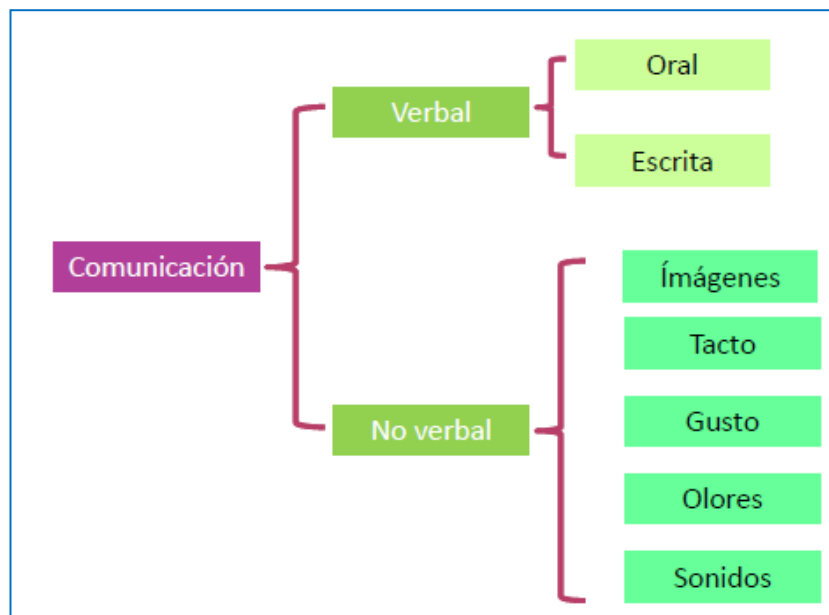 Comunicación
Verbal
Oral
Escrita
No verbal
Ímágenes
Tacto
Gusto
Olores
Sonidos